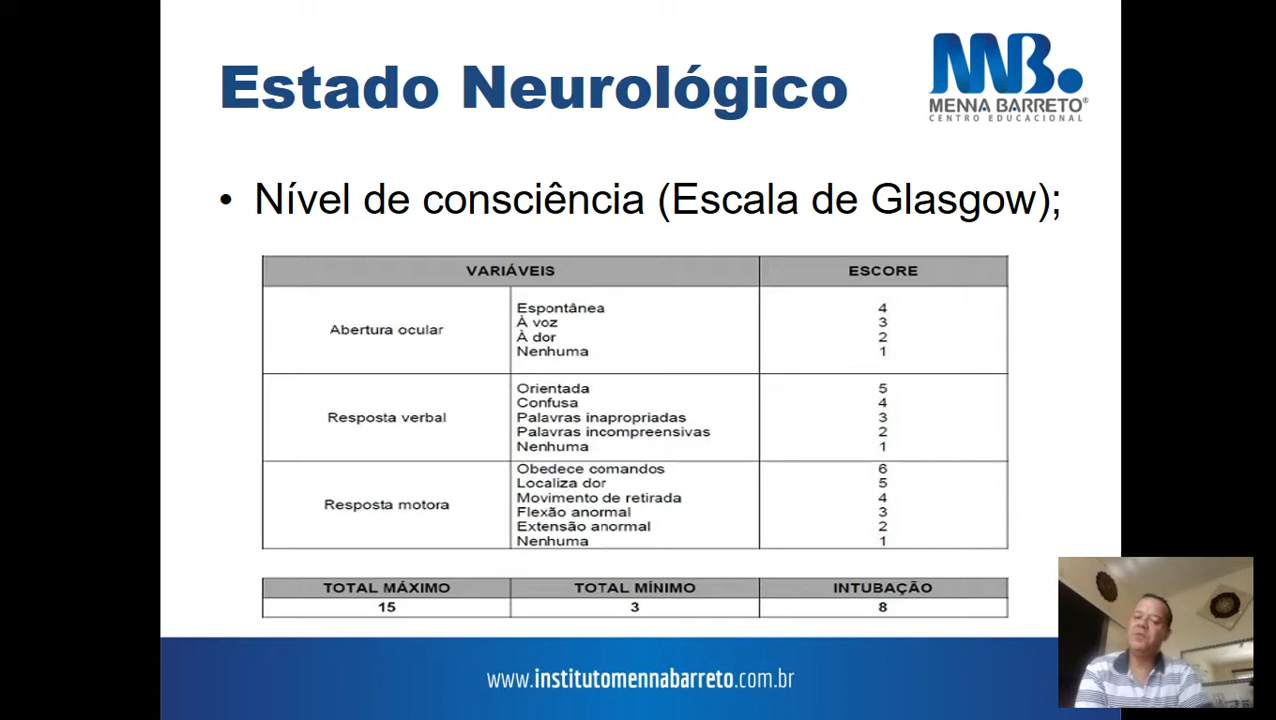 Estado Neurológico
MNB.
MENNA BARRETO®
CENTRO EDUCACIONAL
• Nível de consciência (Escala de Glasgow);
VARIÁVEIS ESCORE
Abertura ocular
Espontânea 4
À voz 3
À dor 2
Nenhuma 1
Resposta verbal
Orientada 5
Confusa 4
Palavras inapropriadas 3
Palavras incompreensivas 2
Nenhuma 1
Resposta motora
Obedece comandos 6
Localiza dor 5
Movimento de retirada 4
Flexão anormal 3
Extensão anormal 2
Nenhuma 1
TOTAL MÁXIMO TOTAL MÍNIMO INTUBAÇÃO
15 3 8
www.institutomennabarreto.com.br